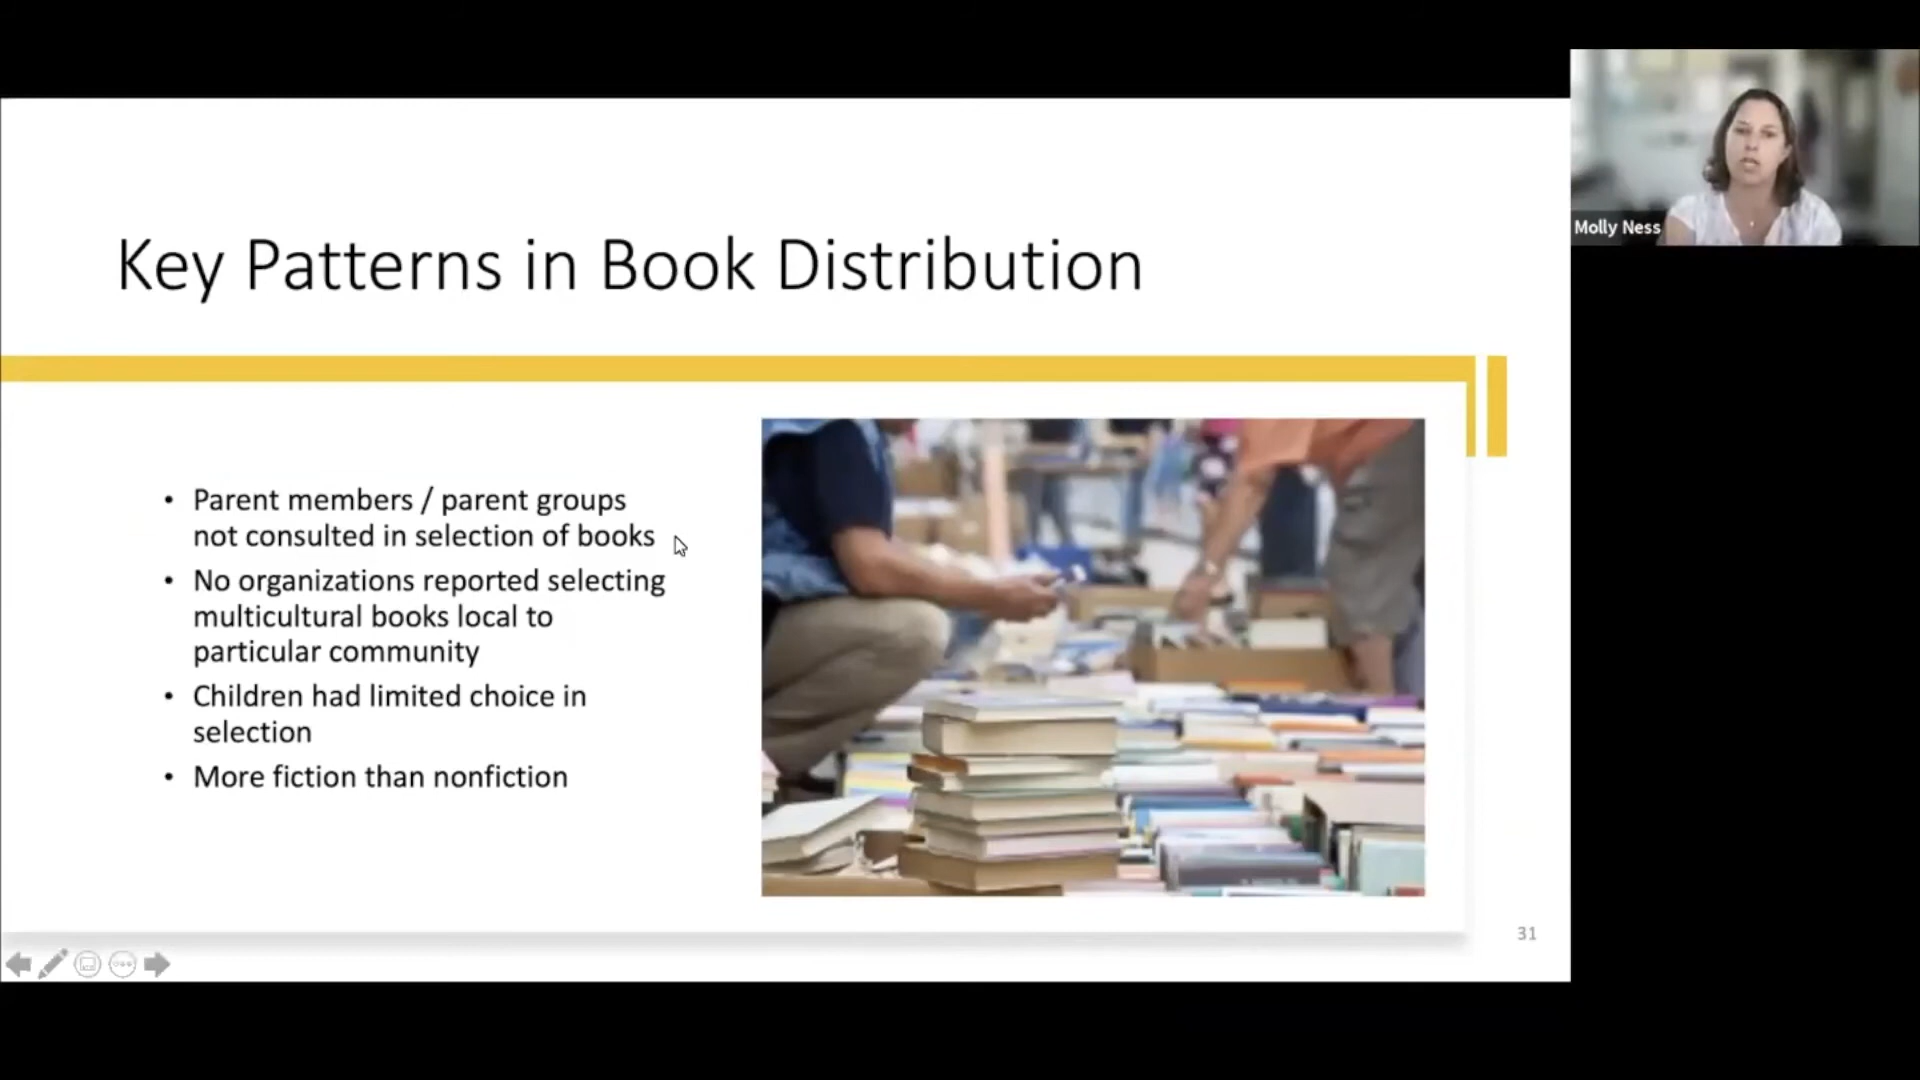 Molly Ness
Key Patterns in Book Distribution
• Parent members / parent groups
not consulted in selection of books
• No organizations reported selecting
multicultural books local to
particular community
• Children had limited choice in
selection
• More fiction than nonfiction
31